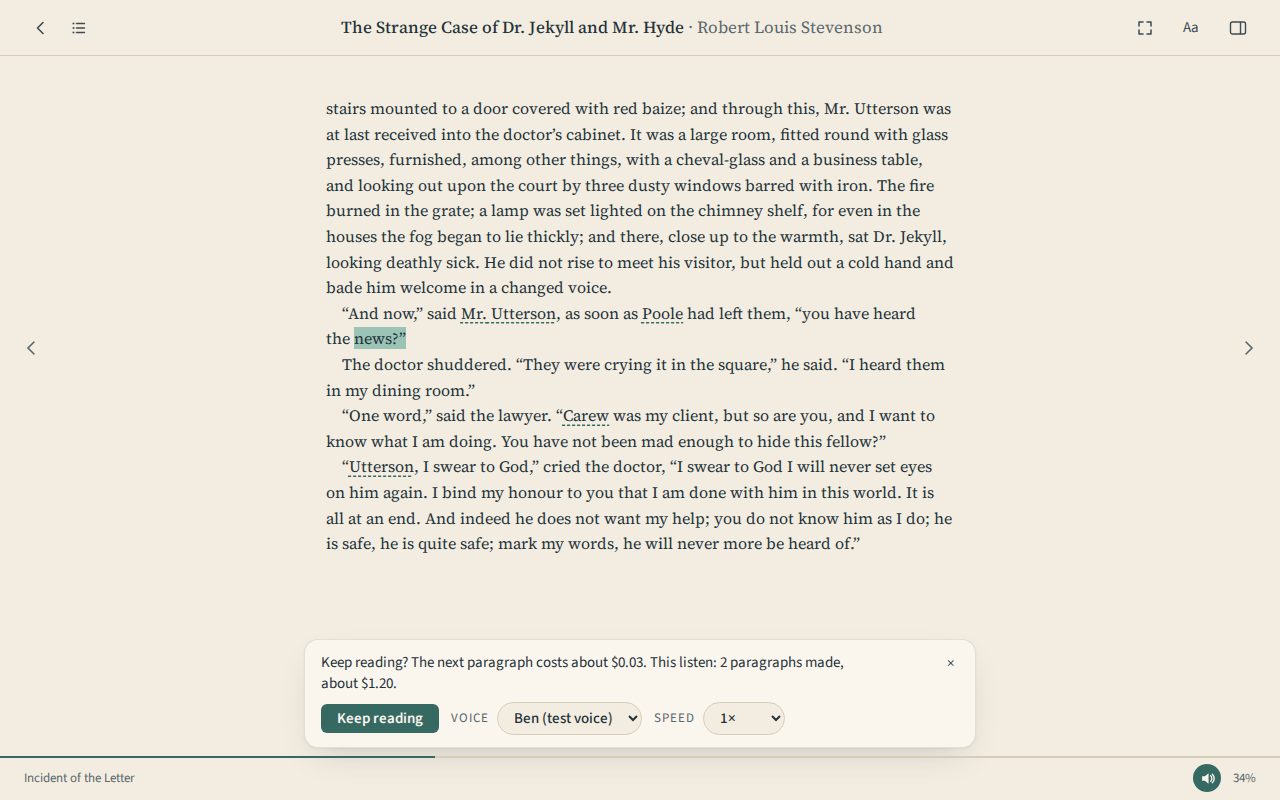 The Strange Case of Dr. Jekyll and Mr. Hyde · Robert Louis Stevenson
Aa
stairs mounted to a door covered with red baize; and through this, Mr. Utterson was
at last received into the doctor’s cabinet. It was a large room, fitted round with glass
presses, furnished, among other things, with a cheval-glass and a business table,
and looking out upon the court by three dusty windows barred with iron. The fire
burned in the grate; a lamp was set lighted on the chimney shelf, for even in the
houses the fog began to lie thickly; and there, close up to the warmth, sat Dr. Jekyll,
looking deathly sick. He did not rise to meet his visitor, but held out a cold hand and
bade him welcome in a changed voice.
“And now,” said Mr. Utterson, as soon as Poole had left them, “you have heard
the news?”
The doctor shuddered. “They were crying it in the square,” he said. “I heard them
in my dining room.”
“One word,” said the lawyer. “Carew was my client, but so are you, and I want to
know what I am doing. You have not been mad enough to hide this fellow?”
“Utterson, I swear to God,” cried the doctor, “I swear to God I will never set eyes
on him again. I bind my honour to you that I am done with him in this world. It is
all at an end. And indeed he does not want my help; you do not know him as I do; he
is safe, he is quite safe; mark my words, he will never more be heard of.”
Keep reading? The next paragraph costs about $0.03. This listen: 2 paragraphs made,
about $1.20.
×
Keep reading VOICE Ben (test voice) SPEED 1×
Incident of the Letter
34%